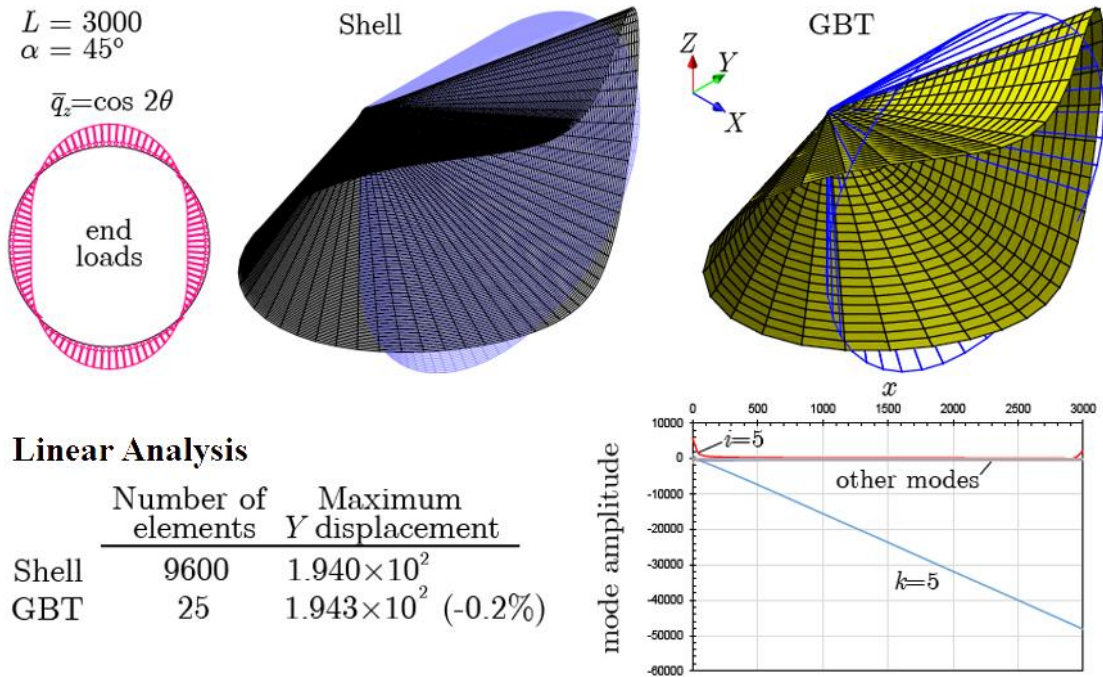 L = 3000
α = 45°
q̄z=cos 2θ
end
loads
Shell
Z
Y
X
GBT
Linear Analysis
Number of elements
Maximum Y displacement
Shell 9600 1.940×10²
GBT 25 1.943×10² (-0.2%)
x
0 500 1000 1500 2000 2500 3000
mode amplitude
10000
0
-10000
-20000
-30000
-40000
-50000
-60000
i=5
other modes
k=5